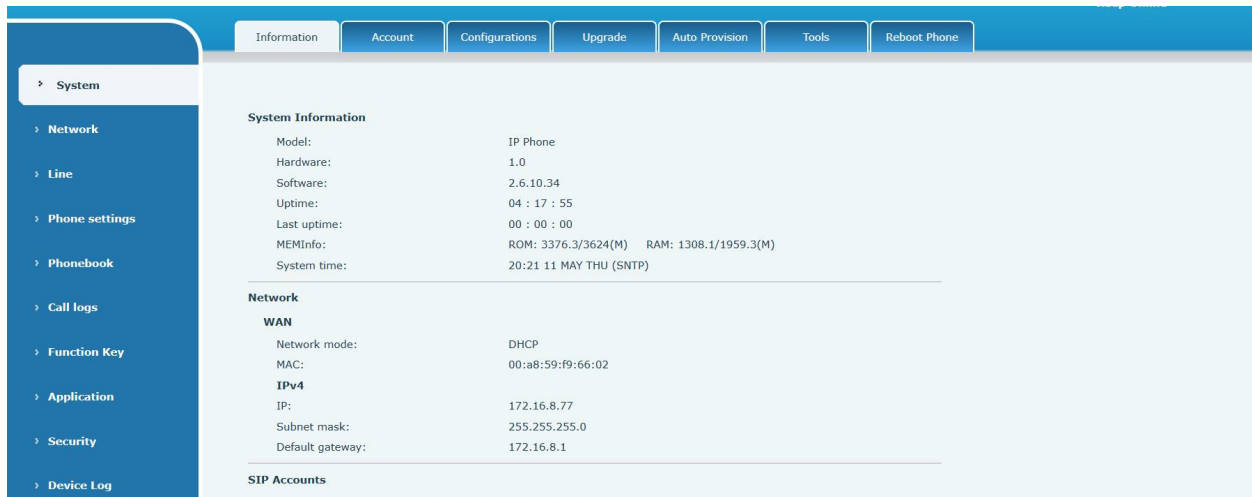 Information Account Configurations Upgrade Auto Provision Tools Reboot Phone
System
Network
Line
Phone settings
Phonebook
Call logs
Function Key
Application
Security
Device Log
System Information
Model: IP Phone
Hardware: 1.0
Software: 2.6.10.34
Uptime: 04 : 17 : 55
Last uptime: 00 : 00 : 00
MEMInfo: ROM: 3376.3/3624(M) RAM: 1308.1/1959.3(M)
System time: 20:21 11 MAY THU (SNTP)
Network
WAN
Network mode: DHCP
MAC: 00:a8:59:f9:66:02
IPv4
IP: 172.16.8.77
Subnet mask: 255.255.255.0
Default gateway: 172.16.8.1
SIP Accounts